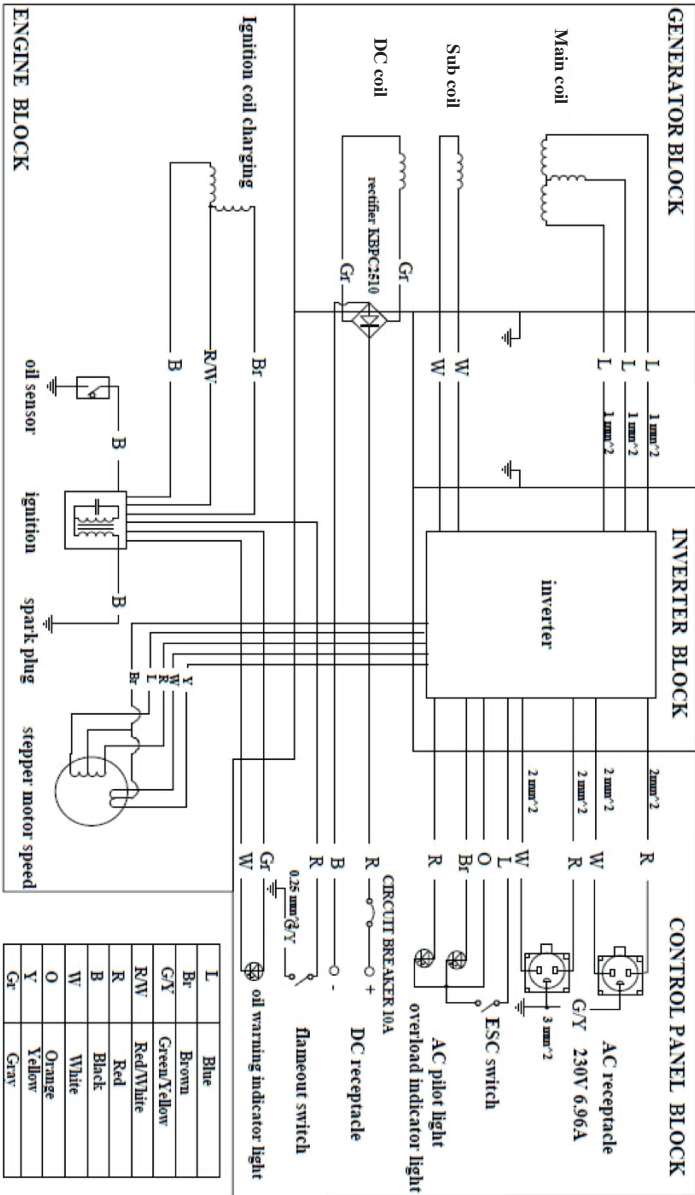 GENERATOR BLOCK
Main coil
Sub coil
DC coil
rectifier KBPC2510
Gr
Gr
L
L
L
1 mm^2
1 mm^2
1 mm^2
W
W
INVERTER BLOCK
inverter
2mm^2
2 mm^2
2 mm^2
2 mm^2
CONTROL PANEL BLOCK
R
W
R
W
L
O
Br
R
AC receptacle
230V 6.96A
G/Y
3 mm^2
ESC switch
AC pilot light
overload indicator light
CIRCUIT BREAKER 10A
R
B
+
-
DC receptacle
R
flameout switch
0.25 mm^2
G/Y
Gr
W
oil warning indicator light
ENGINE BLOCK
Ignition coil charging
Br
R/W
B
oil sensor
B
ignition
B
spark plug
Y
W
R
L
Br
stepper motor speed
L Blue
Br Brown
G/Y Green/Yellow
R/W Red/White
R Red
B Black
W White
O Orange
Y Yellow
Gr Gray